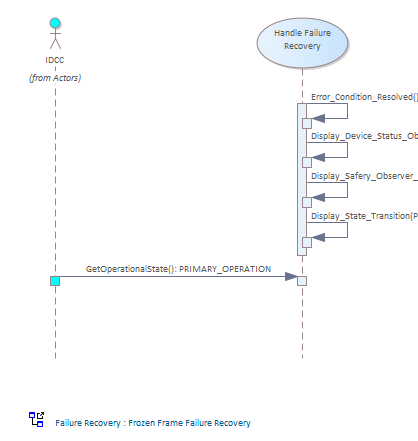 Handle Failure
Recovery
IDCC
(from Actors)
Error_Condition_Resolved()
Display_Device_Status_Ob
Display_Safery_Observer_
Display_State_Transition(P
GetOperationalState(): PRIMARY_OPERATION
Failure Recovery : Frozen Frame Failure Recovery